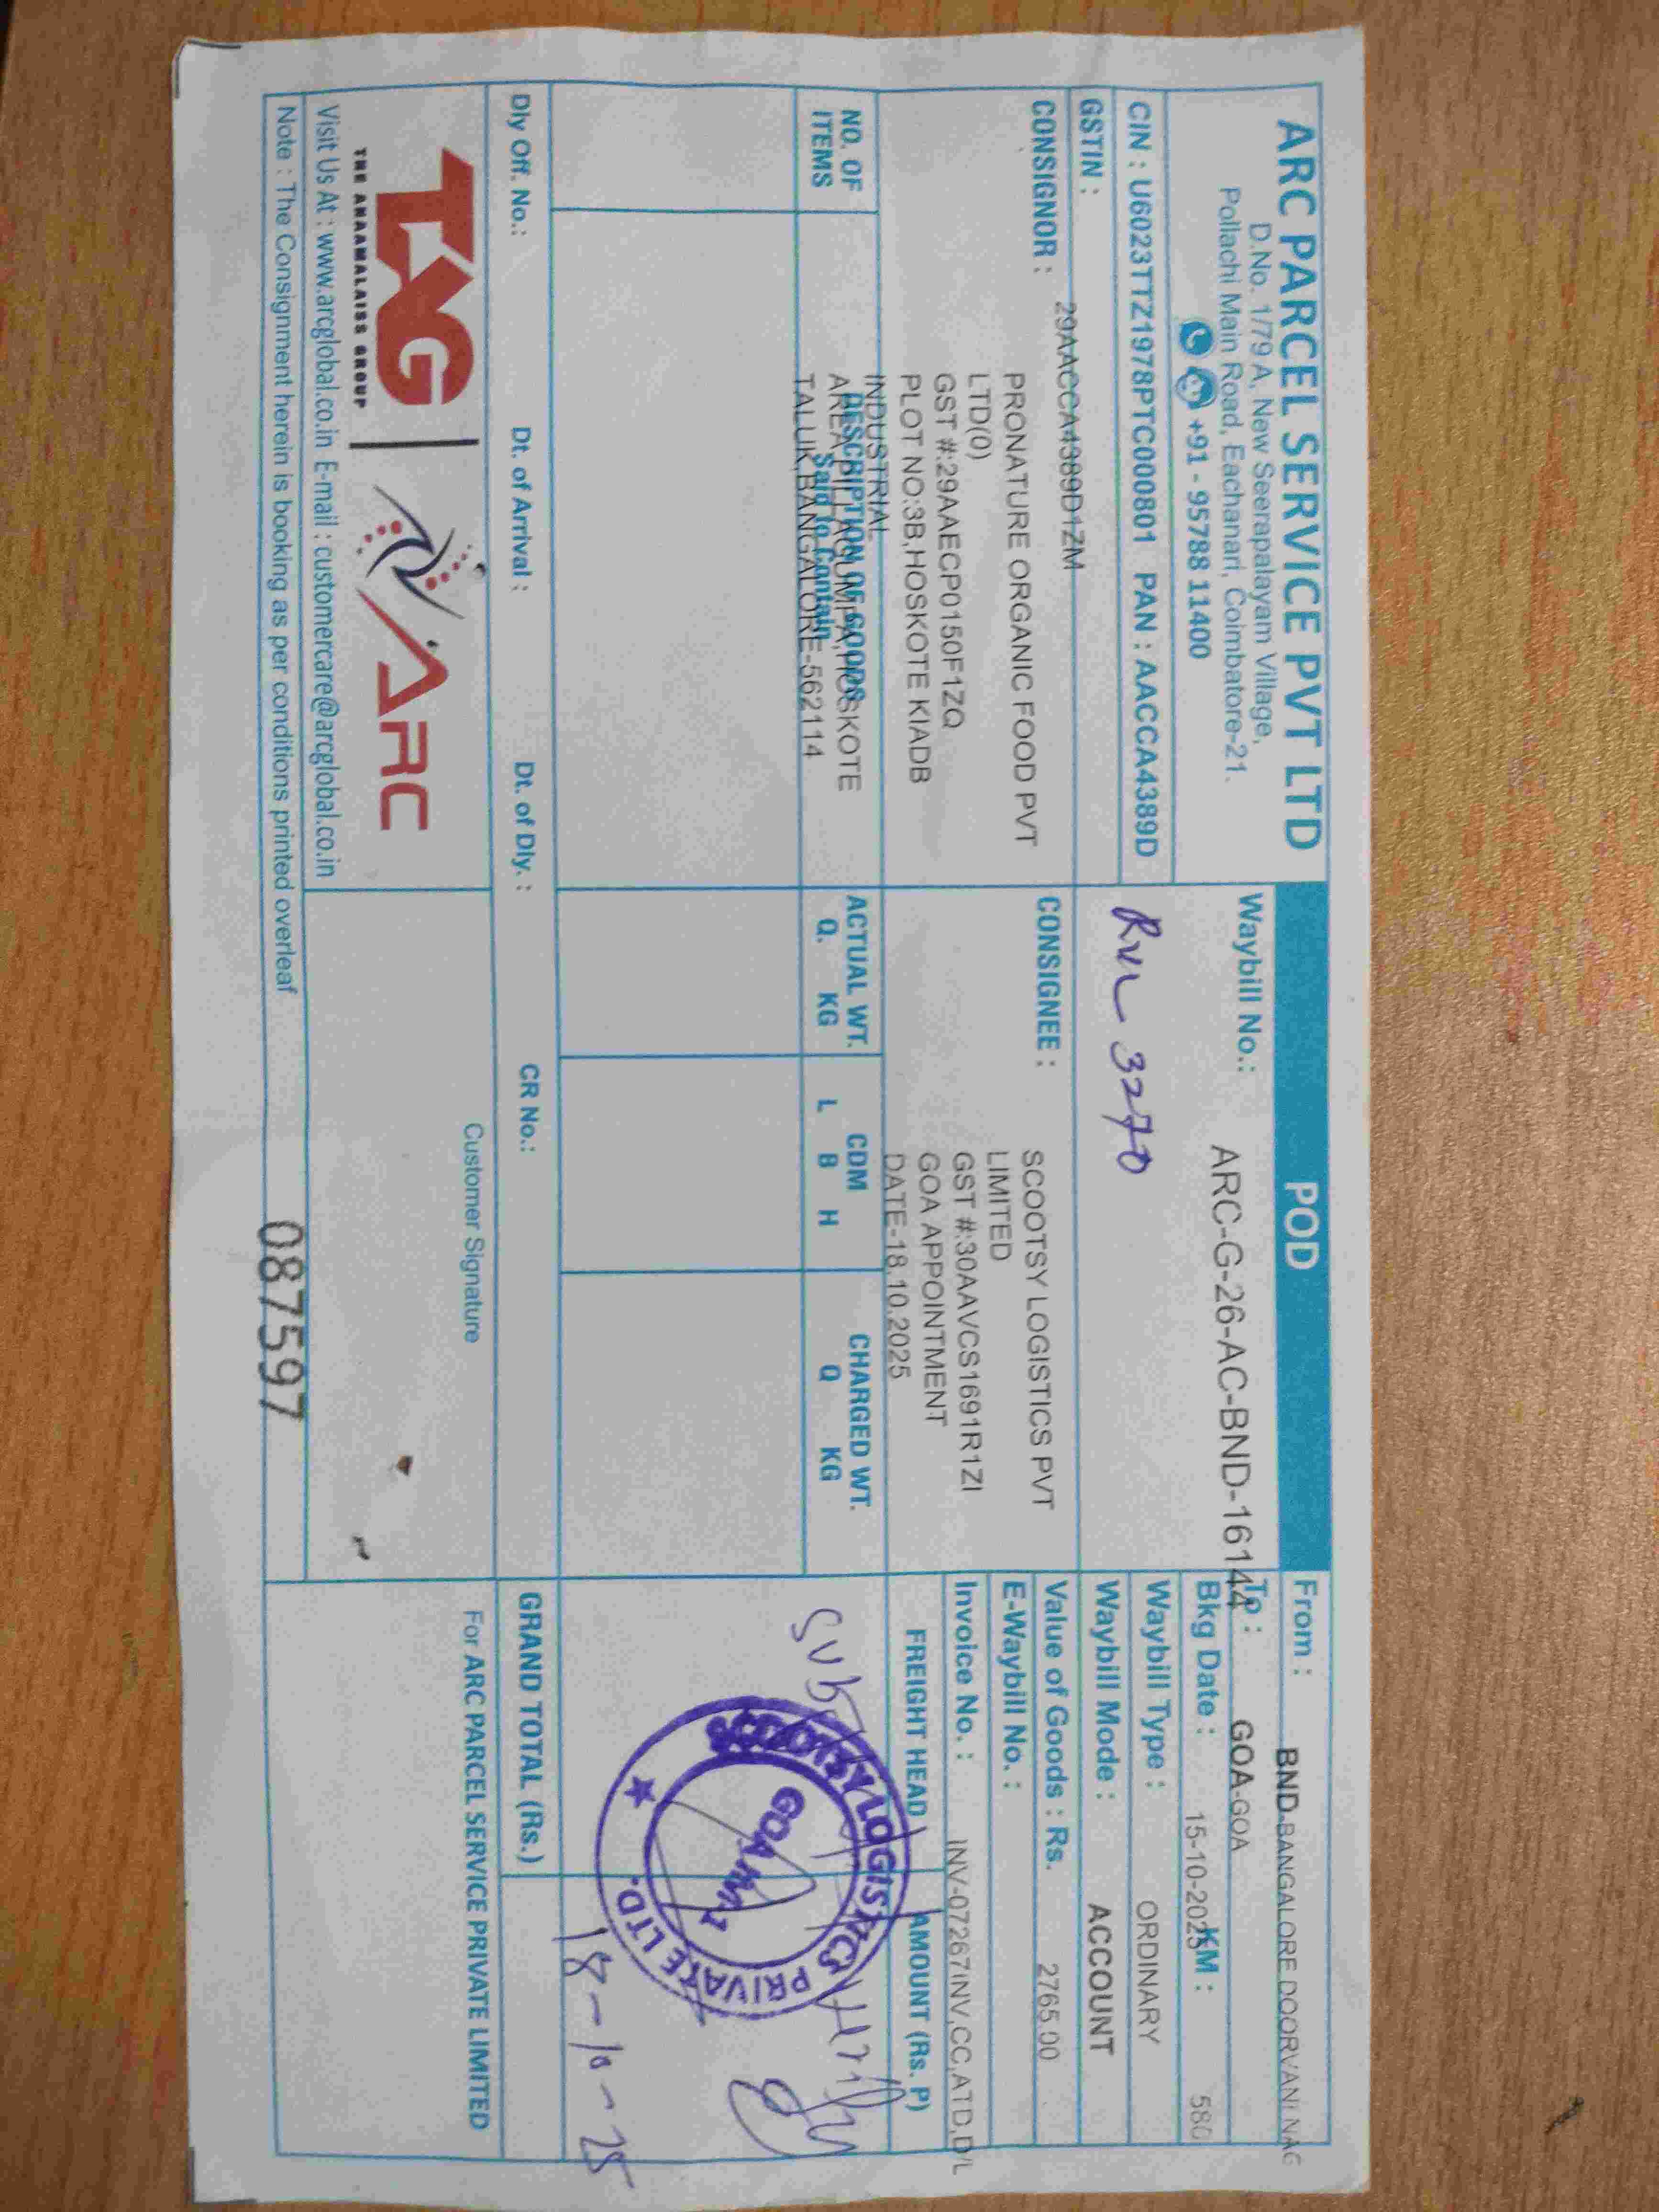 ARC PARCEL SERVICE PVT LTD
D.No. 1/79 A, New Seerapalayam Village,
Pollachi Main Road, Eachanari, Coimbatore-21.
+91 - 95788 11400
CIN : U6023TTZ1978PTC000801 PAN : AACCA4389D
GSTIN : 29AACCA4389D1ZM
CONSIGNOR :
PRONATURE ORGANIC FOOD PVT
LTD(0)
GST #:29AAECP0150F1ZQ
PLOT NO:3B,HOSKOTE KIADB
INDUSTRIAL
AREA,PILLAGUMPA,HOSKOTE
TALUK,BANGALORE-562114
POD
Waybill No.: ARC-G-26-AC-BND-16144
3270
CONSIGNEE :
SCOOTSY LOGISTICS PVT
LIMITED
GST #:30AAVCS1691R1ZI
GOA APPOINTMENT
DATE-18.10.2025
From : BND-BANGALORE DOORVANI NAG
To : GOA-GOA
Bkg Date : 15-10-2025 KM : 580
Waybill Type : ORDINARY
Waybill Mode : ACCOUNT
Value of Goods : Rs. 2765.00
E-Waybill No. :
Invoice No. : INV-07267INV,CC,ATD,D/L
NO. OF ITEMS
DESCRIPTION OF GOODS
Said to Contain
ACTUAL WT.
Q. KG
CDM
L B H
CHARGED WT.
Q KG
FREIGHT HEAD AMOUNT (Rs. P)
SCOOTSY LOGISTICS PRIVATE LTD.
GOA
18-10-25
Dly Off. No.: Dt. of Arrival : Dt. of Dly. : CR No.:
GRAND TOTAL (Rs.)
TAG
THE ANAAMALAISS GROUP
ARC
Customer Signature
For ARC PARCEL SERVICE PRIVATE LIMITED
Visit Us At : www.arcglobal.co.in E-mail : customercare@arcglobal.co.in
Note : The Consignment herein is booking as per conditions printed overleaf
087597